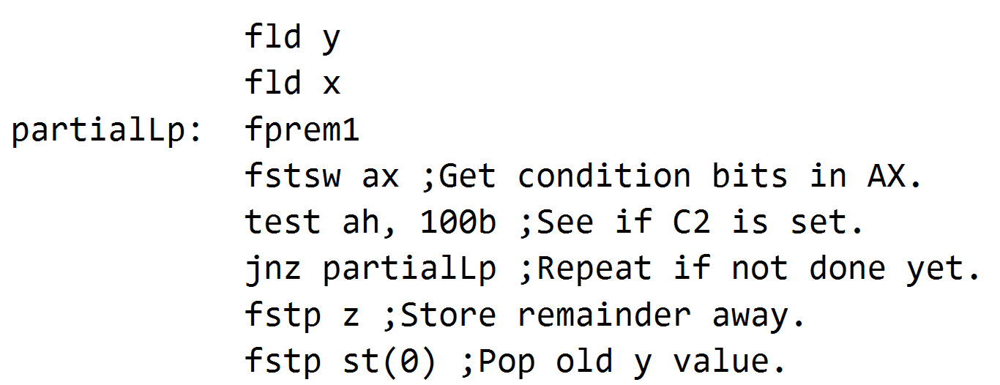 fld y
fld x
partialLp: fprem1
fstsw ax ;Get condition bits in AX.
test ah, 100b ;See if C2 is set.
jnz partialLp ;Repeat if not done yet.
fstp z ;Store remainder away.
fstp st(0) ;Pop old y value.